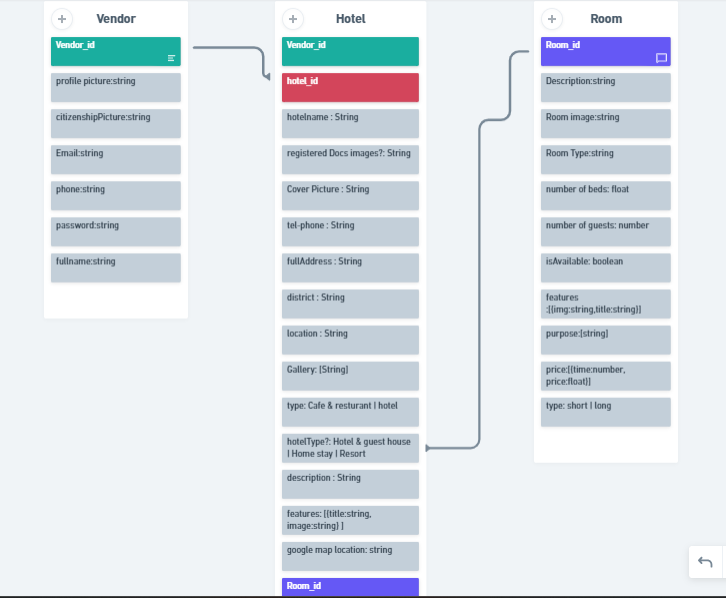 Vendor
Vendor_id
profile picture:string
citizenshipPicture:string
Email:string
phone:string
password:string
fullname:string
Hotel
Vendor_id
hotel_id
hotelname : String
registered Docs images?: String
Cover Picture : String
tel-phone : String
fullAddress : String
district : String
location : String
Gallery: [String]
type: Cafe & resturant | hotel
hotelType?: Hotel & guest house
| Home stay | Resort
description : String
features: [{title:string,
image:string} ]
google map location: string
Room_id
Room
Room_id
Description:string
Room image:string
Room Type:string
number of beds: float
number of guests: number
isAvailable: boolean
features
:[{img:string,title:string}]
purpose:[string]
price:[{time:number,
price:float}]
type: short | long